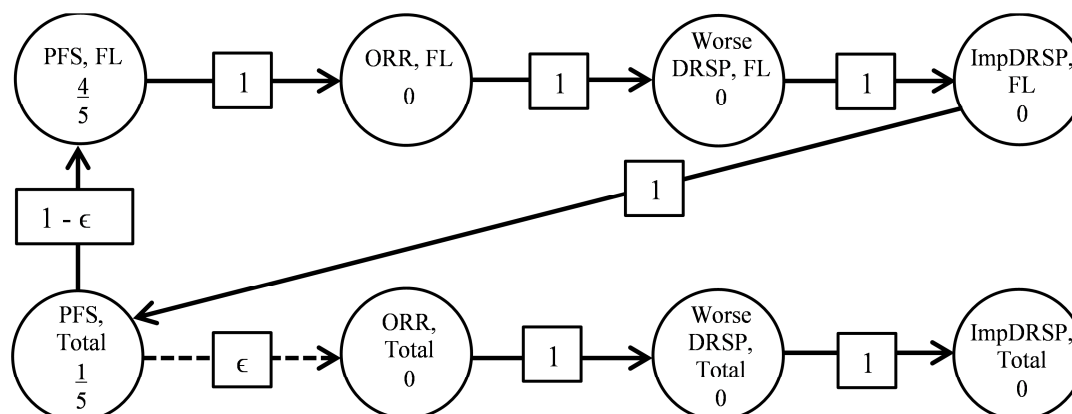 PFS, FL
4
5
1
ORR, FL
0
1
Worse
DRSP, FL
0
1
ImpDRSP,
FL
0
1
1 - ϵ
PFS,
Total
1
5
ϵ
ORR,
Total
0
1
Worse
DRSP,
Total
0
1
ImpDRSP,
Total
0